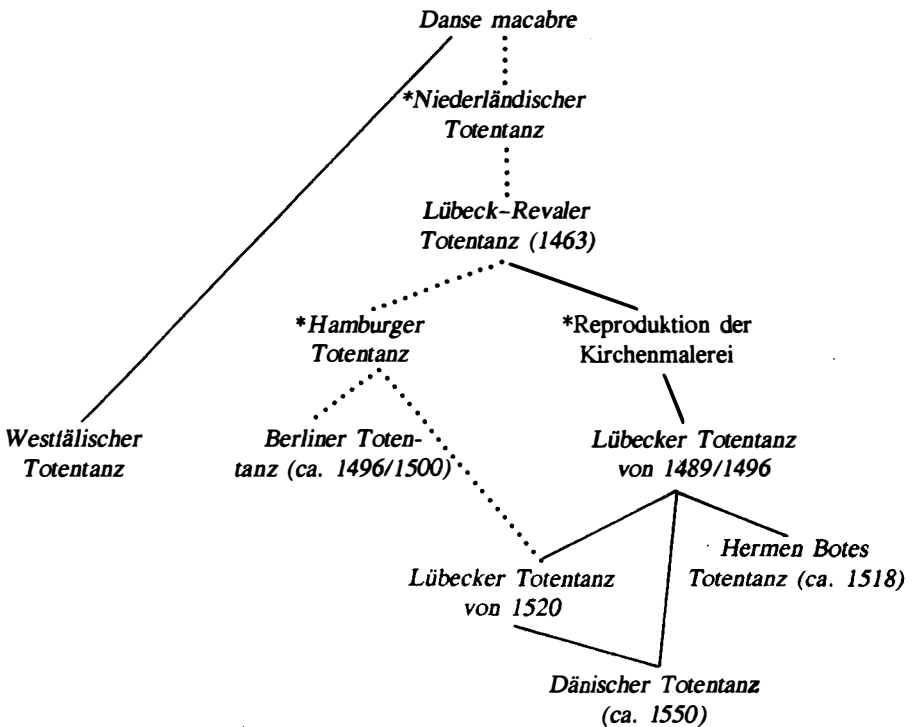 Danse macabre
*Niederländischer
Totentanz
Lübeck-Revaler
Totentanz (1463)
*Hamburger
Totentanz
*Reproduktion der
Kirchenmalerei
Westfälischer
Totentanz
Berliner Toten-
tanz (ca. 1496/1500)
Lübecker Totentanz
von 1489/1496
Hermen Botes
Totentanz (ca. 1518)
Lübecker Totentanz
von 1520
Dänischer Totentanz
(ca. 1550)